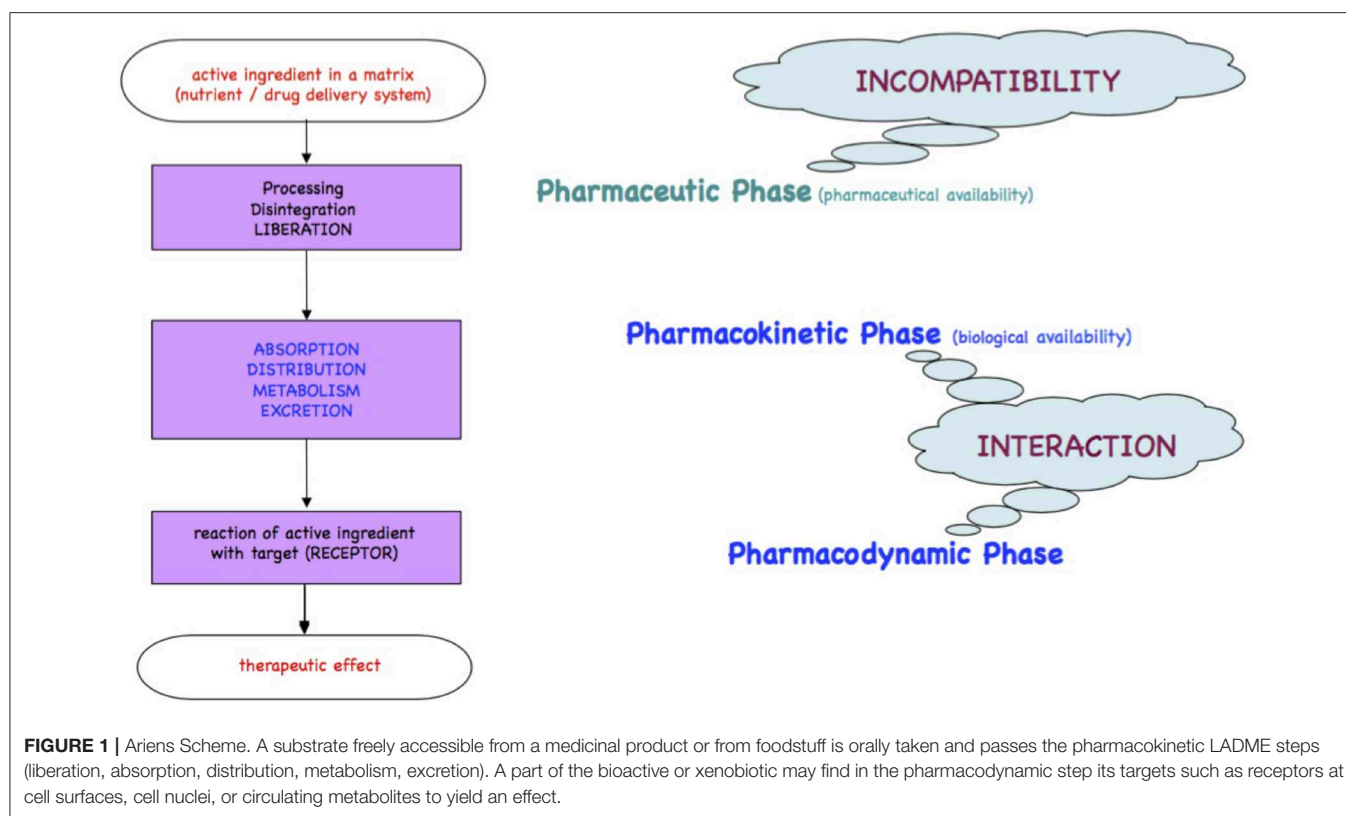 active ingredient in a matrix
(nutrient / drug delivery system)
Processing
Disintegration
LIBERATION
ABSORPTION
DISTRIBUTION
METABOLISM
EXCRETION
reaction of active ingredient
with target (RECEPTOR)
therapeutic effect
INCOMPATIBILITY
Pharmaceutic Phase (pharmaceutical availability)
Pharmacokinetic Phase (biological availability)
INTERACTION
Pharmacodynamic Phase
FIGURE 1 | Ariens Scheme. A substrate freely accessible from a medicinal product or from foodstuff is orally taken and passes the pharmacokinetic LADME steps
(liberation, absorption, distribution, metabolism, excretion). A part of the bioactive or xenobiotic may find in the pharmacodynamic step its targets such as receptors at
cell surfaces, cell nuclei, or circulating metabolites to yield an effect.